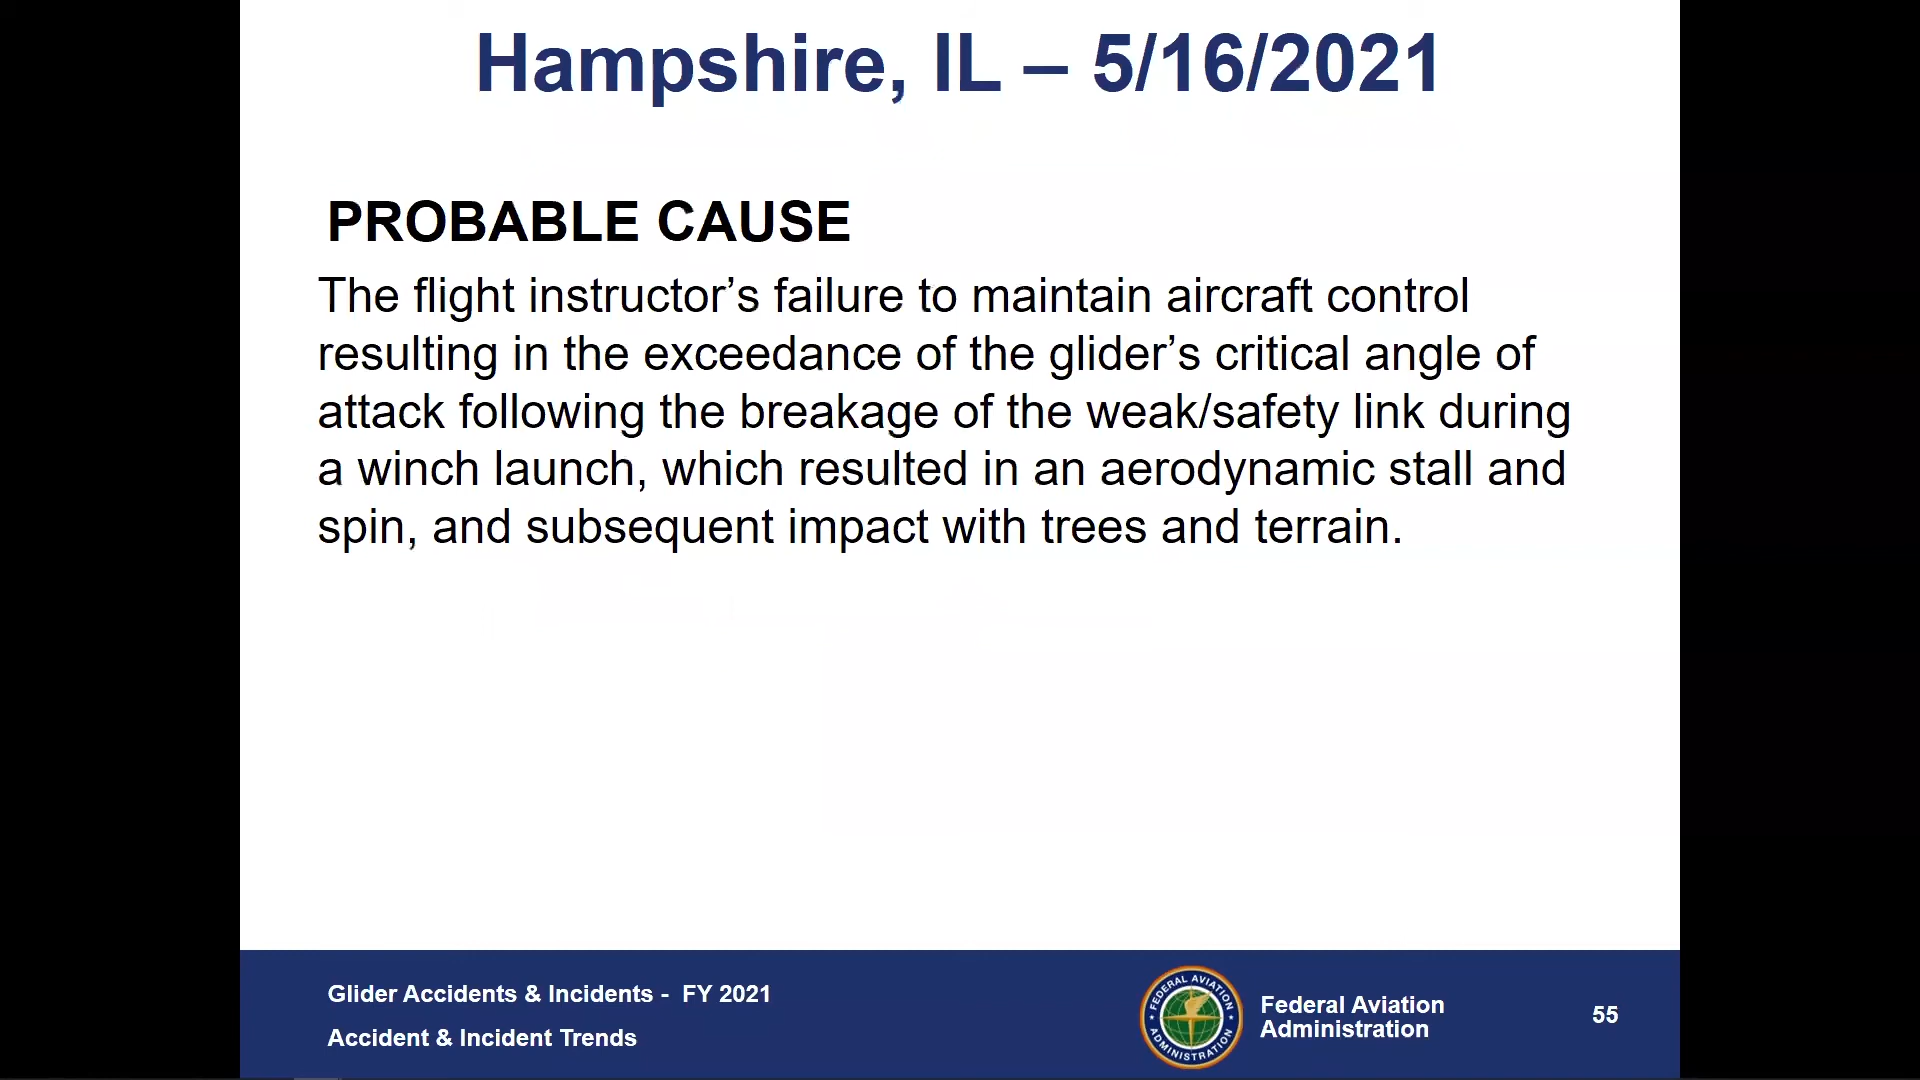 Hampshire, IL – 5/16/2021
PROBABLE CAUSE
The flight instructor’s failure to maintain aircraft control
resulting in the exceedance of the glider’s critical angle of
attack following the breakage of the weak/safety link during
a winch launch, which resulted in an aerodynamic stall and
spin, and subsequent impact with trees and terrain.
Glider Accidents & Incidents - FY 2021
Accident & Incident Trends
FEDERAL AVIATION
ADMINISTRATION
Federal Aviation
Administration
55